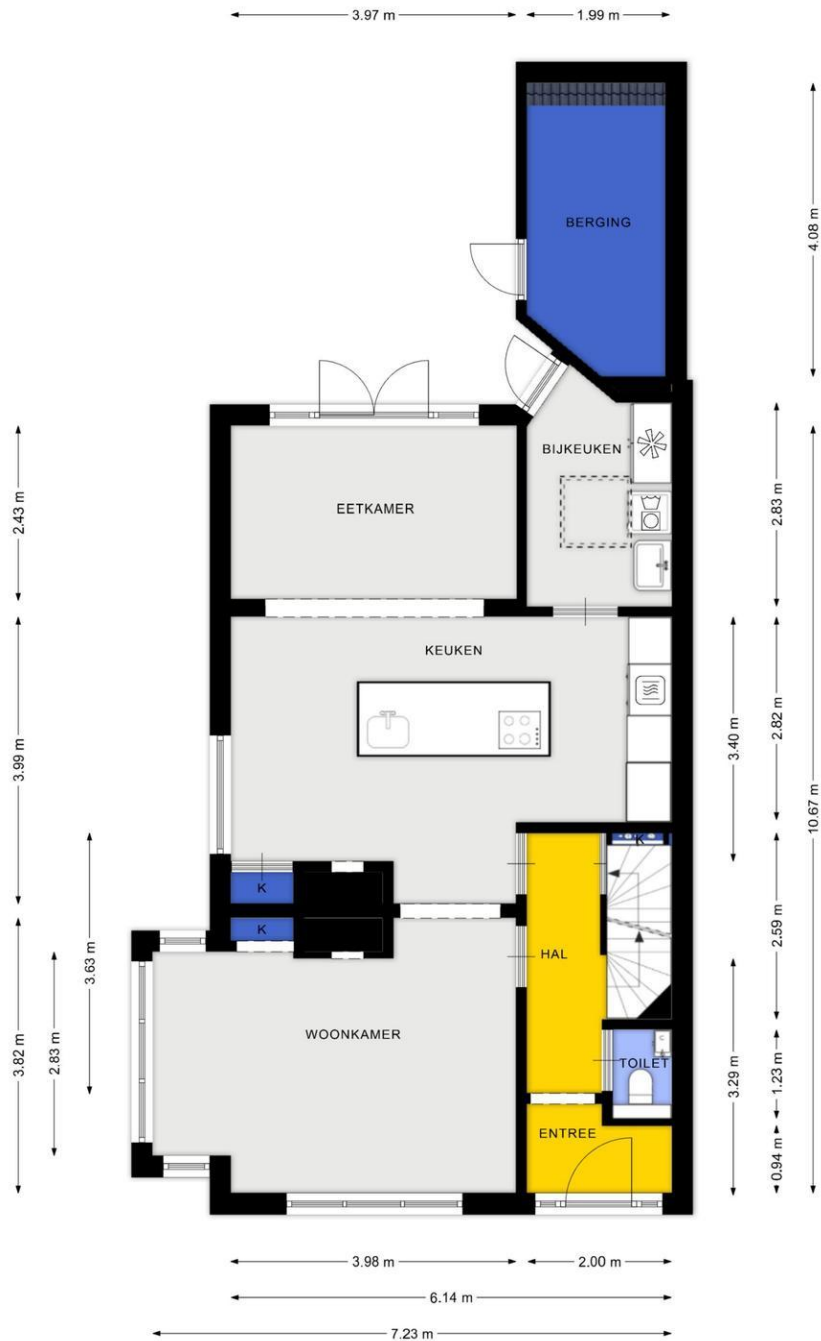 3.97 m
1.99 m
4.08 m
BERGING
BIJKEUKEN
EETKAMER
2.43 m
2.83 m
KEUKEN
3.99 m
3.40 m
2.82 m
10.67 m
K
K
K
HAL
2.59 m
3.63 m
3.82 m
2.83 m
WOONKAMER
TOILET
3.29 m
1.23 m
ENTREE
0.94 m
3.98 m
2.00 m
6.14 m
7.23 m